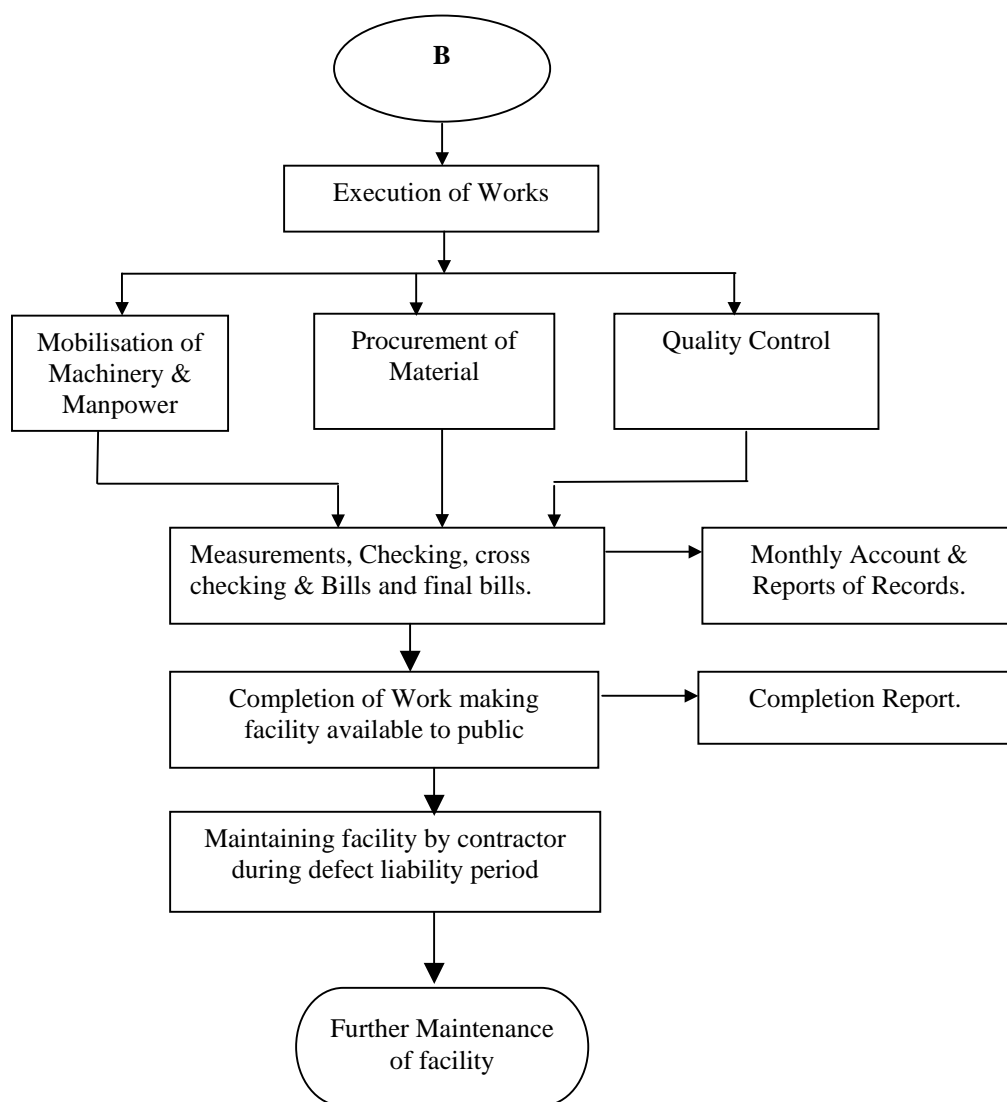 B
Execution of Works
Mobilisation of
Machinery &
Manpower
Procurement of
Material
Quality Control
Measurements, Checking, cross
checking & Bills and final bills.
Monthly Account &
Reports of Records.
Completion of Work making
facility available to public
Completion Report.
Maintaining facility by contractor
during defect liability period
Further Maintenance
of facility